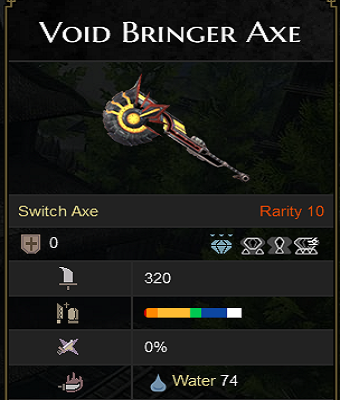 VOID BRINGER AXE
Switch Axe Rarity 10
0
320
0%
Water 74